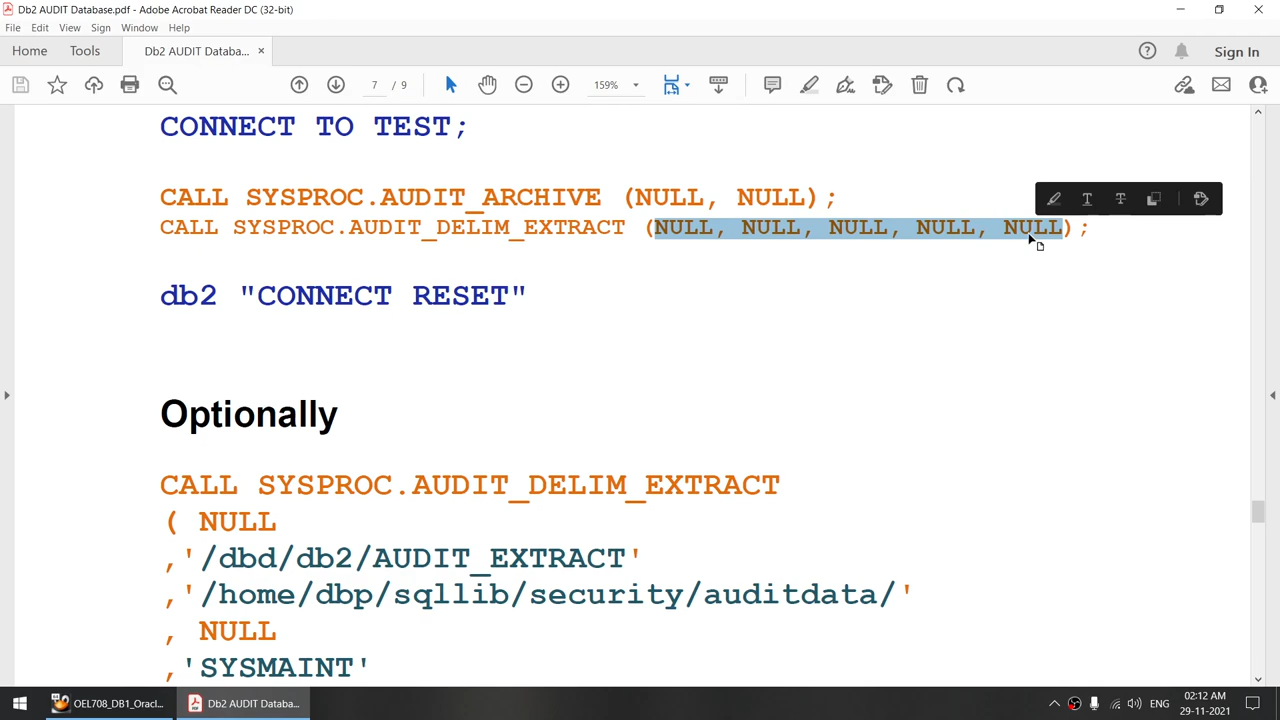 Db2 AUDIT Database.pdf - Adobe Acrobat Reader DC (32-bit)
File Edit View Sign Window Help
Home Tools Db2 AUDIT Databa... × Sign In
7 / 9 159%
CONNECT TO TEST;
CALL SYSPROC.AUDIT_ARCHIVE (NULL, NULL);
CALL SYSPROC.AUDIT_DELIM_EXTRACT (NULL, NULL, NULL, NULL, NULL);
db2 "CONNECT RESET"
Optionally
CALL SYSPROC.AUDIT_DELIM_EXTRACT
( NULL
,'/dbd/db2/AUDIT_EXTRACT'
,'/home/dbp/sqllib/security/auditdata/'
, NULL
,'SYSMAINT'
OEL708_DB1_Oracl... Db2 AUDIT Databa... ENG 02:12 AM
29-11-2021